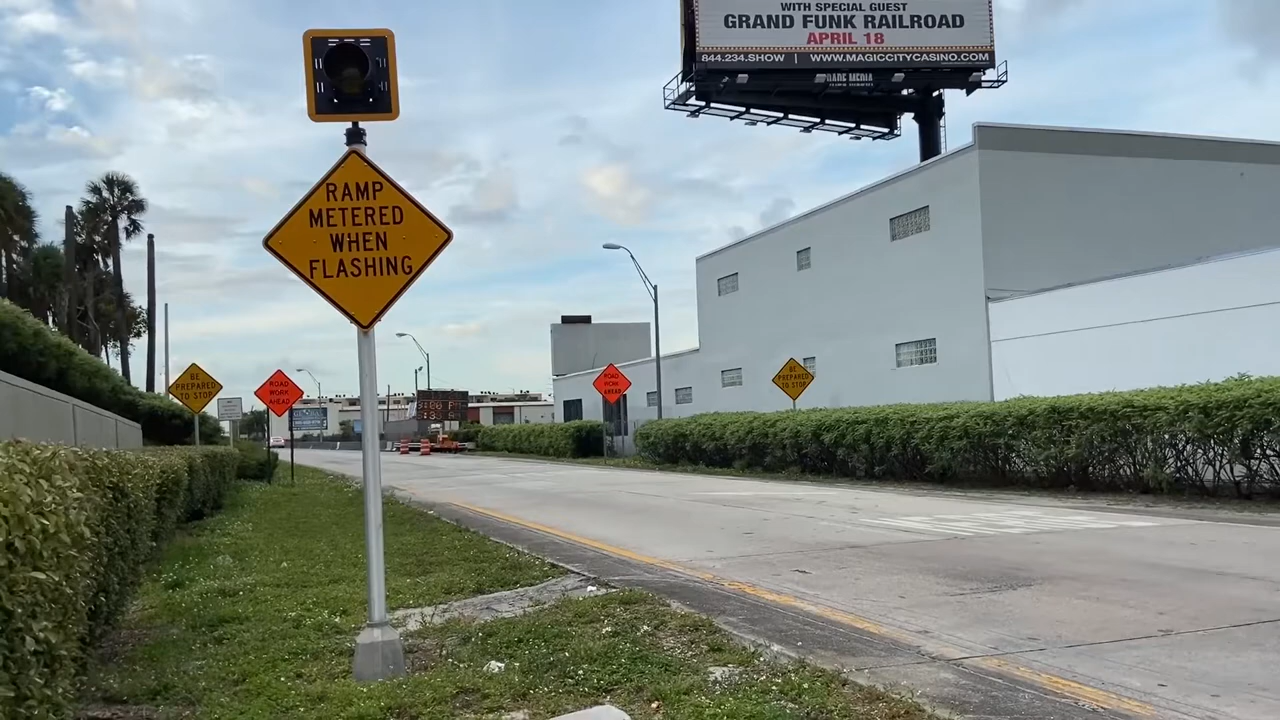 WITH SPECIAL GUEST
GRAND FUNK RAILROAD
APRIL 18
844.234.SHOW | WWW.MAGICCITYCASINO.COM
RAMP
METERED
WHEN
FLASHING
BE
PREPARED
TO STOP
ROAD
WORK
AHEAD
ROAD
WORK
AHEAD
BE
PREPARED
TO STOP